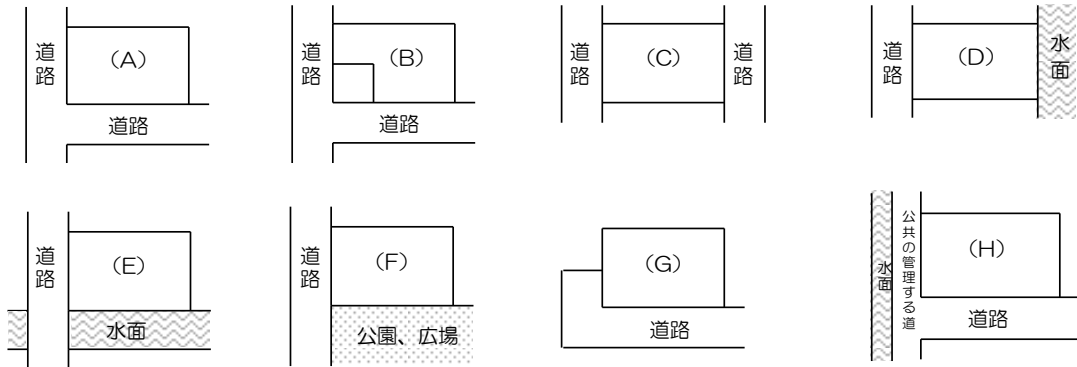 道路
(A)
道路
道路
(B)
道路
道路
(C)
道路
道路
(D)
水面
道路
(E)
水面
道路
(F)
公園、広場
(G)
道路
水面
公共の管理する道
(H)
道路